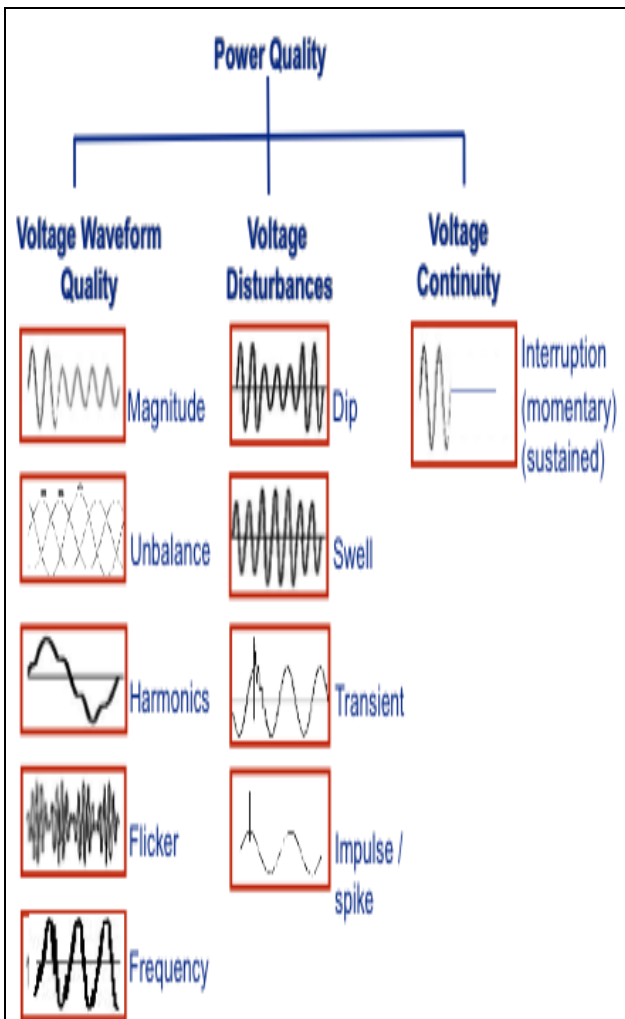 Power Quality
Voltage Waveform
Quality
Magnitude
Unbalance
Harmonics
Flicker
Frequency
Voltage
Disturbances
Dip
Swell
Transient
Impulse /
spike
Voltage
Continuity
Interruption
(momentary)
(sustained)